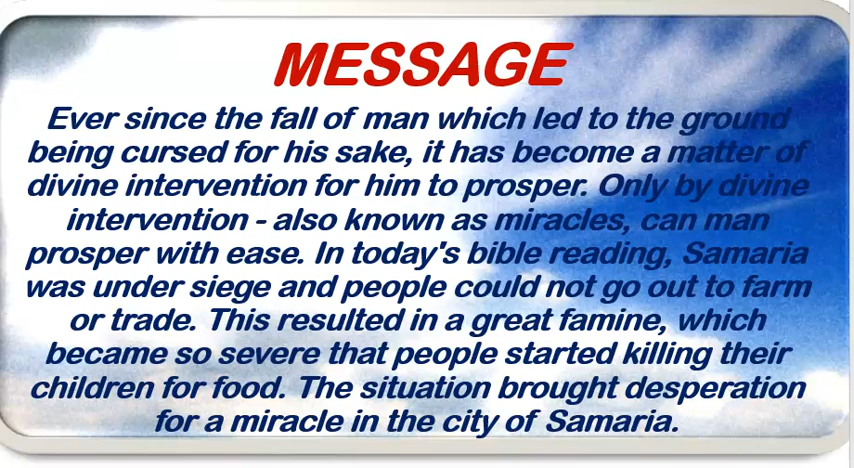 MESSAGE
Ever since the fall of man which led to the ground
being cursed for his sake, it has become a matter of
divine intervention for him to prosper. Only by divine
intervention - also known as miracles, can man
prosper with ease. In today's bible reading, Samaria
was under siege and people could not go out to farm
or trade. This resulted in a great famine, which
became so severe that people started killing their
children for food. The situation brought desperation
for a miracle in the city of Samaria.